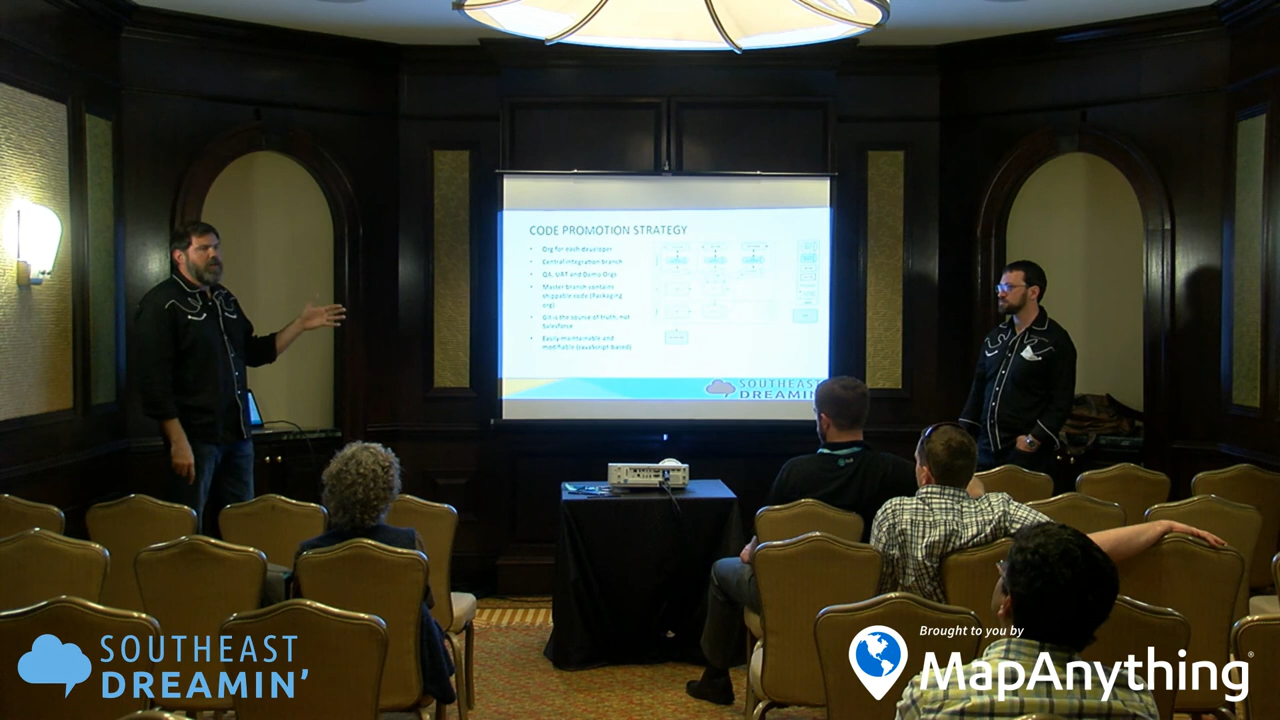 CODE PROMOTION STRATEGY
• Org for each developer
• Central integration branch
• QA, UAT and Demo Orgs
• Master branch contains
shippable code (Packaging
org)
• Git is the source of truth, not
Salesforce
• Easily maintainable and
modifiable (JavaScript based)
SOUTHEAST
DREAMIN
SOUTHEAST
DREAMIN'
Brought to you by
MapAnything®